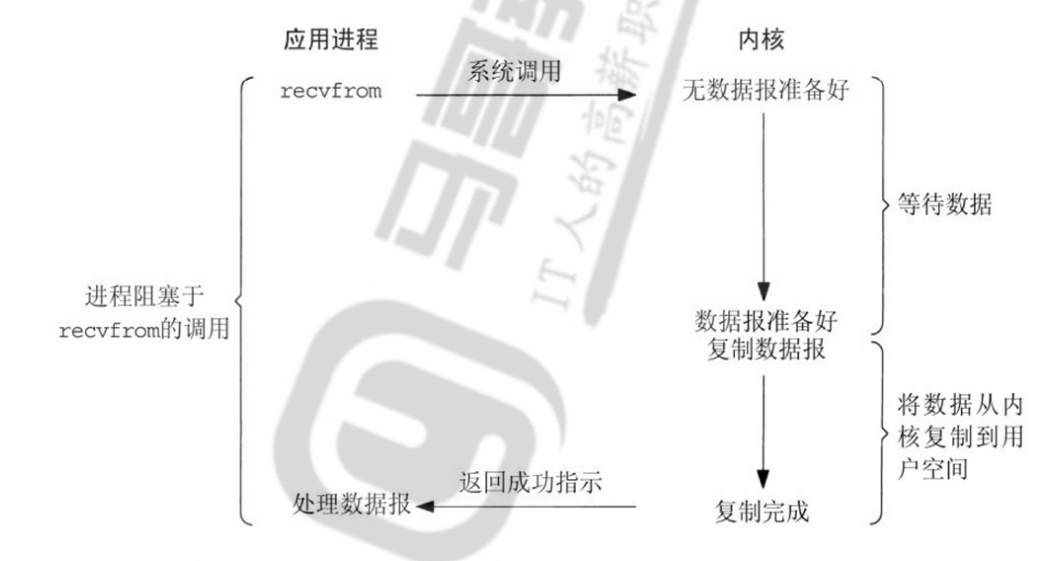 应用进程
内核
系统调用
recvfrom
无数据报准备好
等待数据
进程阻塞于
recvfrom的调用
数据报准备好
复制数据报
将数据从内
核复制到用
户空间
返回成功指示
处理数据报
复制完成
IT人的高薪职